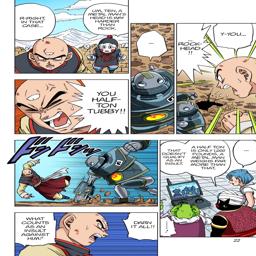 Y-YOU...
ROCK-
HEAD!!
...
UM, TEN,
A METAL
MAN'S
HEAD IS WAY
HARDER
THAN
ROCK.
R-RIGHT,
IN THAT
CASE...
YOU
HALF-
TON
TUBBY!!
...
A HALF TON
IS ONLY 1,100
POUNDS. A
METAL MAN
WEIGHS FAR
MORE THAN
THAT.
THAT
DOESN'T
QUALIFY
AS AN
INSULT.
DARN
IT ALL!!
WHAT
COUNTS
AS AN
INSULT
AGAINST
HIM?
22